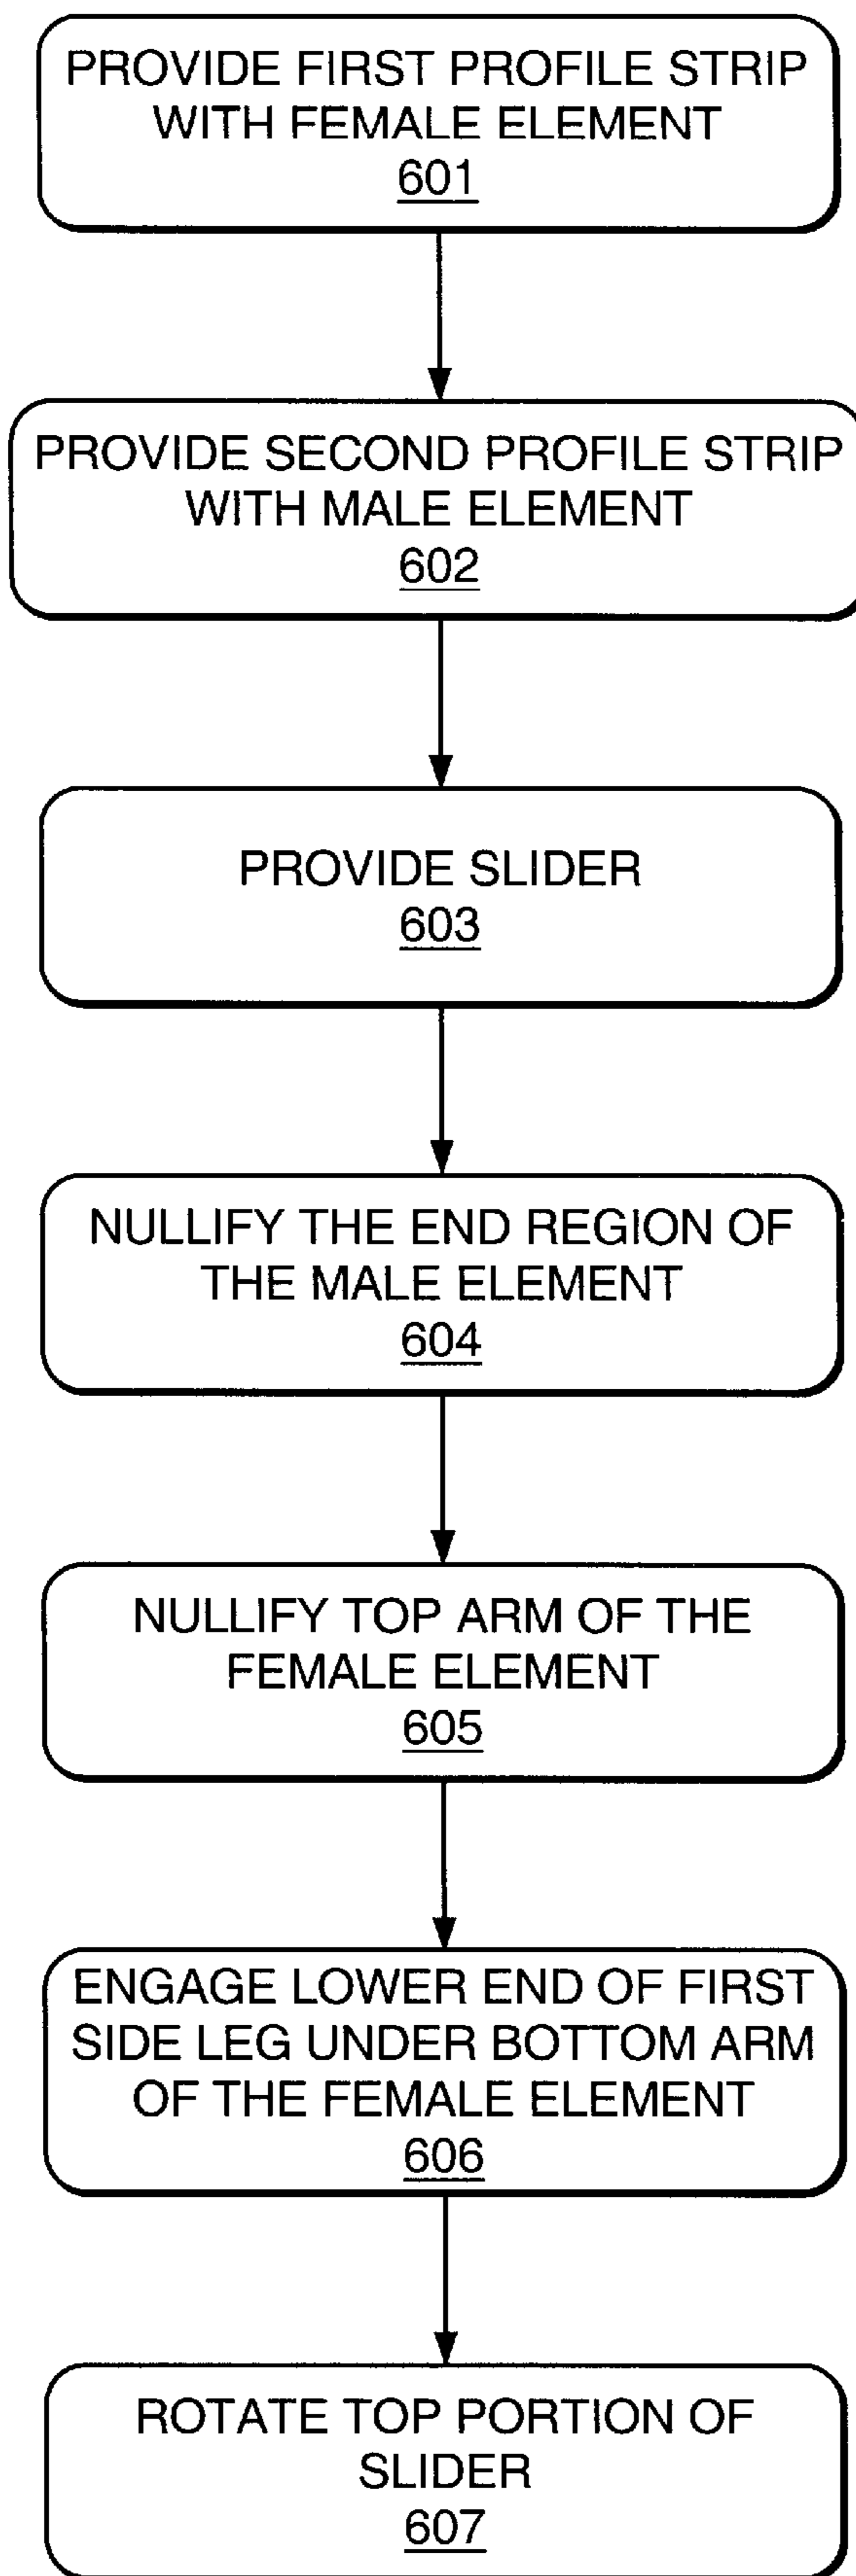 PROVIDE FIRST PROFILE STRIP
WITH FEMALE ELEMENT
601
PROVIDE SECOND PROFILE STRIP
WITH MALE ELEMENT
602
PROVIDE SLIDER
603
NULLIFY THE END REGION OF
THE MALE ELEMENT
604
NULLIFY TOP ARM OF THE
FEMALE ELEMENT
605
ENGAGE LOWER END OF FIRST
SIDE LEG UNDER BOTTOM ARM
OF THE FEMALE ELEMENT
606
ROTATE TOP PORTION OF
SLIDER
607